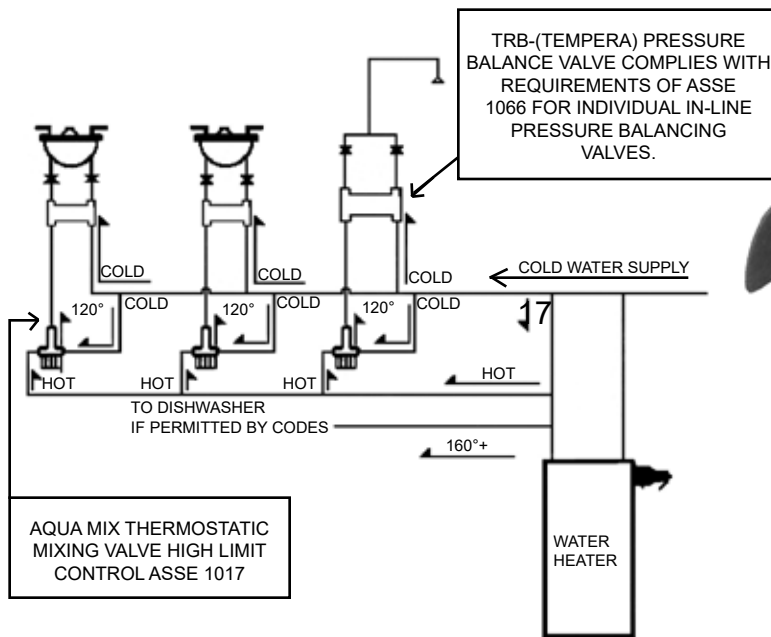 TRB-(TEMPERA) PRESSURE
BALANCE VALVE COMPLIES WITH
REQUIREMENTS OF ASSE
1066 FOR INDIVIDUAL IN-LINE
PRESSURE BALANCING
VALVES.
COLD
COLD
COLD
COLD WATER SUPPLY
120°
COLD
120°
COLD
120°
COLD
17
HOT
HOT
HOT
HOT
TO DISHWASHER
IF PERMITTED BY CODES
160°+
AQUA MIX THERMOSTATIC
MIXING VALVE HIGH LIMIT
CONTROL ASSE 1017
WATER
HEATER